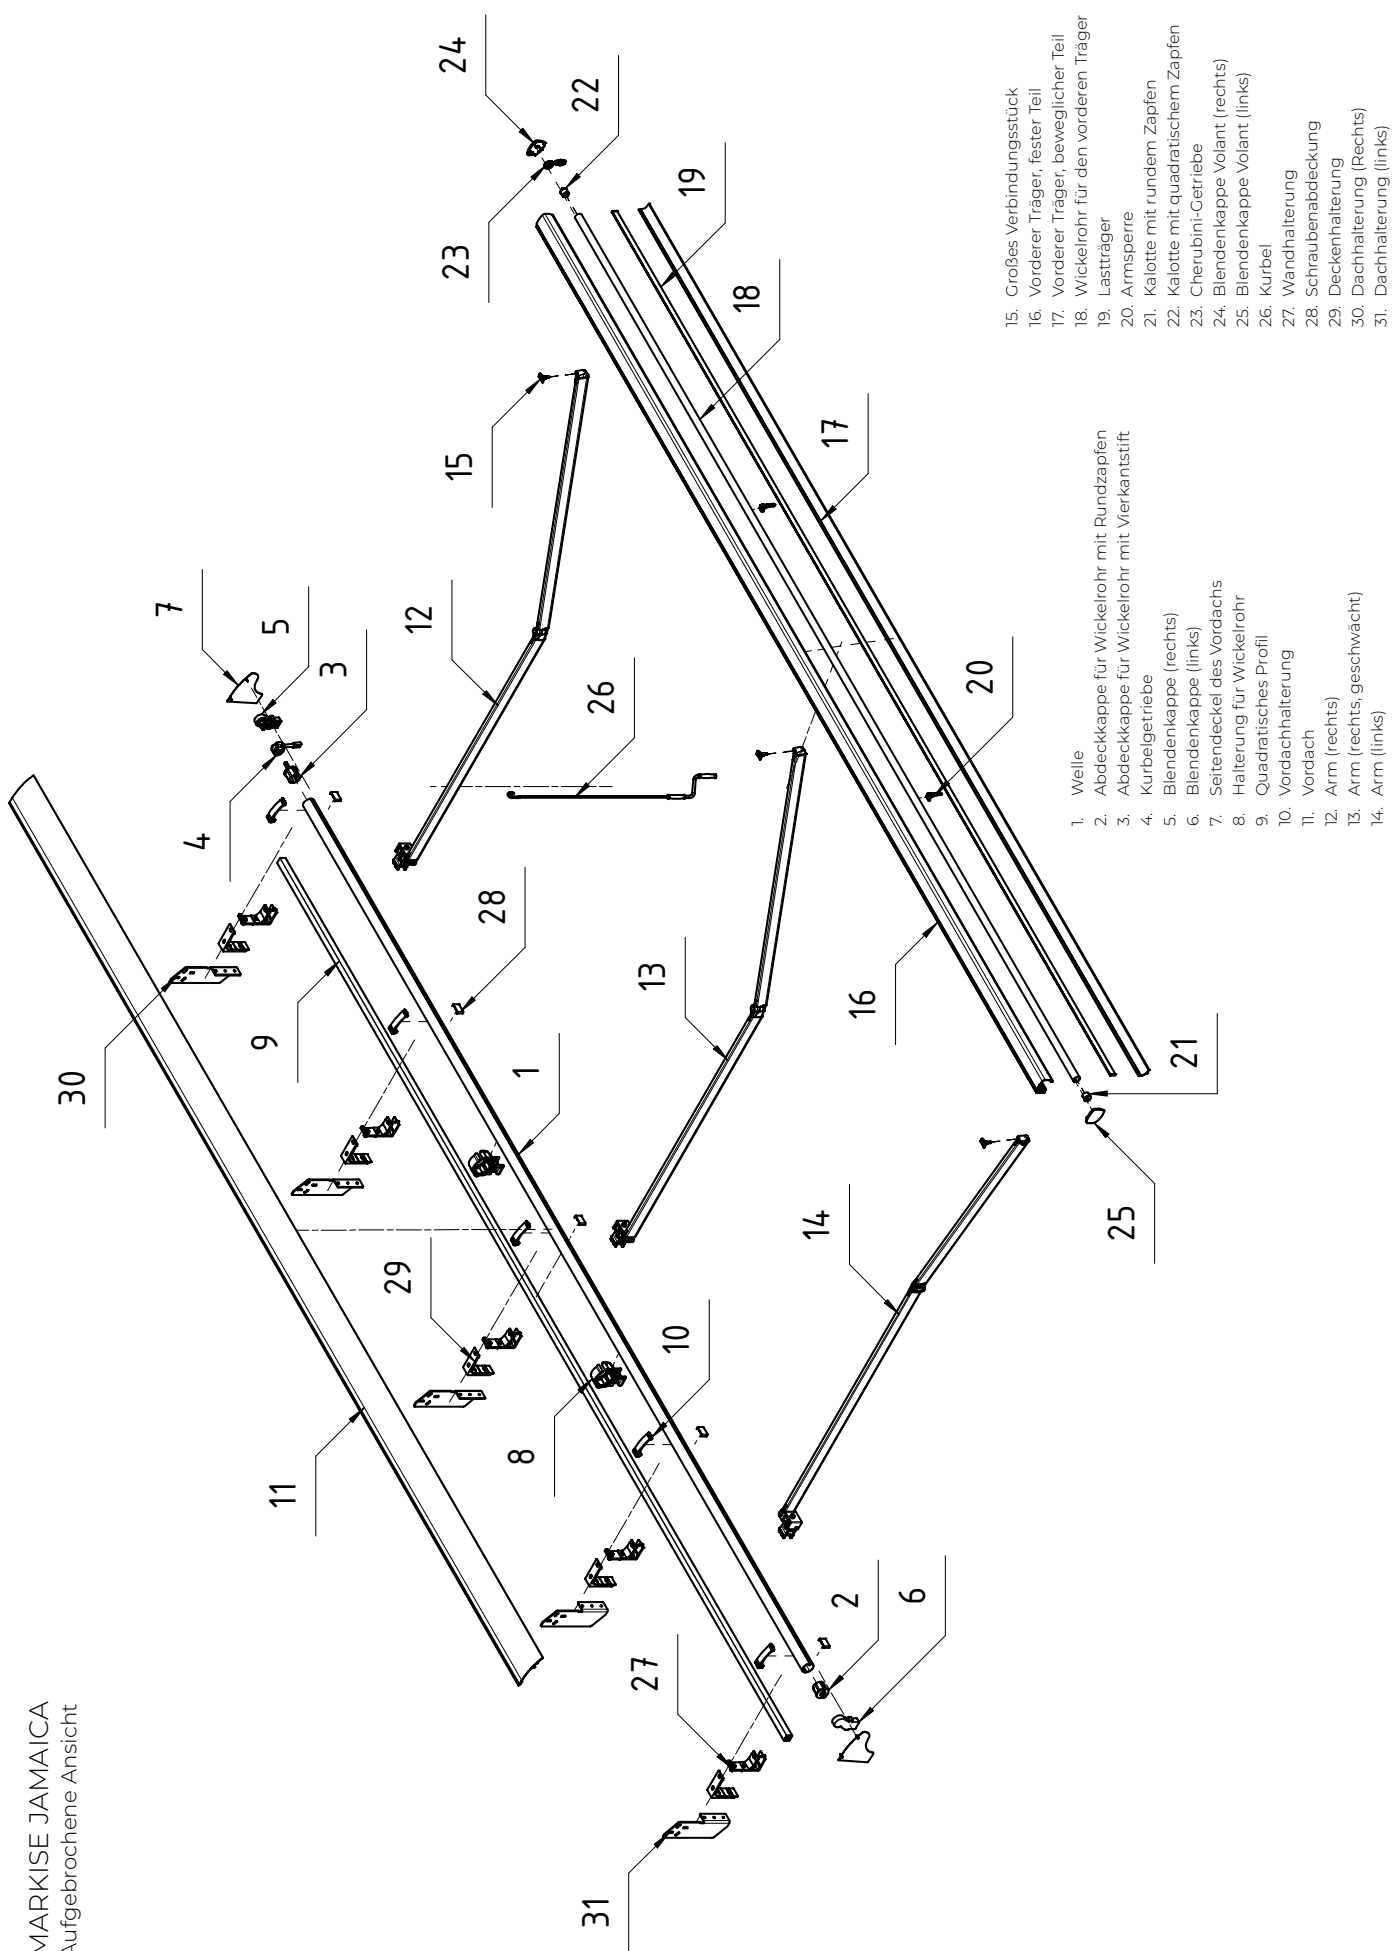 MARKISE JAMAICA
Aufgebrochene Ansicht
31
27
11
6
2
8
29
10
14
25
21
30
9
1
28
13
16
4
3
5
7
26
12
20
15
17
18
23
19
24
22
1. Welle
2. Abdeckkappe für Wickelrohr mit Rundzapfen
3. Abdeckkappe für Wickelrohr mit Vierkantstift
4. Kurbelgetriebe
5. Blendenkappe (rechts)
6. Blendenkappe (links)
7. Seitendeckel des Vordachs
8. Halterung für Wickelrohr
9. Quadratisches Profil
10. Vordachhalterung
11. Vordach
12. Arm (rechts)
13. Arm (rechts, geschwächt)
14. Arm (links)
15. Großes Verbindungsstück
16. Vorderer Träger, fester Teil
17. Vorderer Träger, beweglicher Teil
18. Wickelrohr für den vorderen Träger
19. Lastträger
20. Armsperre
21. Kalotte mit rundem Zapfen
22. Kalotte mit quadratischem Zapfen
23. Cherubini-Getriebe
24. Blendenkappe Volant (rechts)
25. Blendenkappe Volant (links)
26. Kurbel
27. Wandhalterung
28. Schraubenabdeckung
29. Deckenhalterung
30. Dachhalterung (Rechts)
31. Dachhalterung (links)